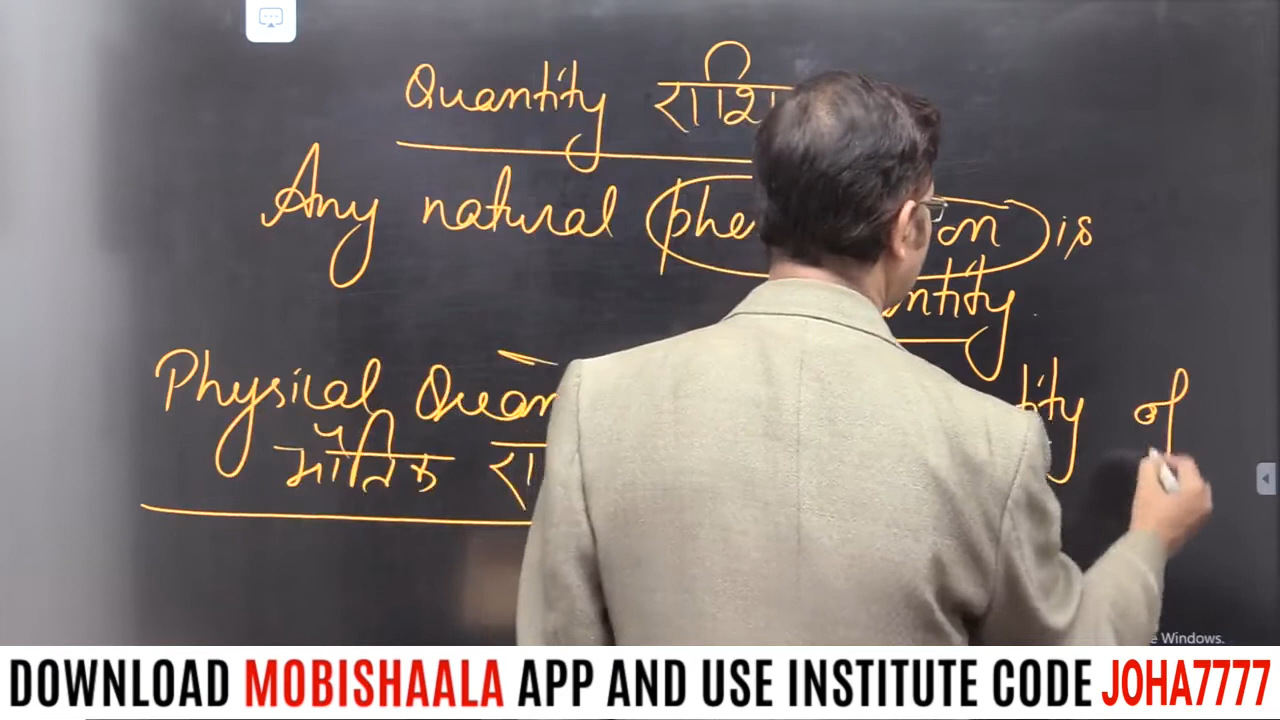 Quantity राशि
Any natural phe on is
ntity
Physical Quan tity of
भौतिक रा
e Windows.
DOWNLOAD MOBISHAALA APP AND USE INSTITUTE CODE JOHA7777